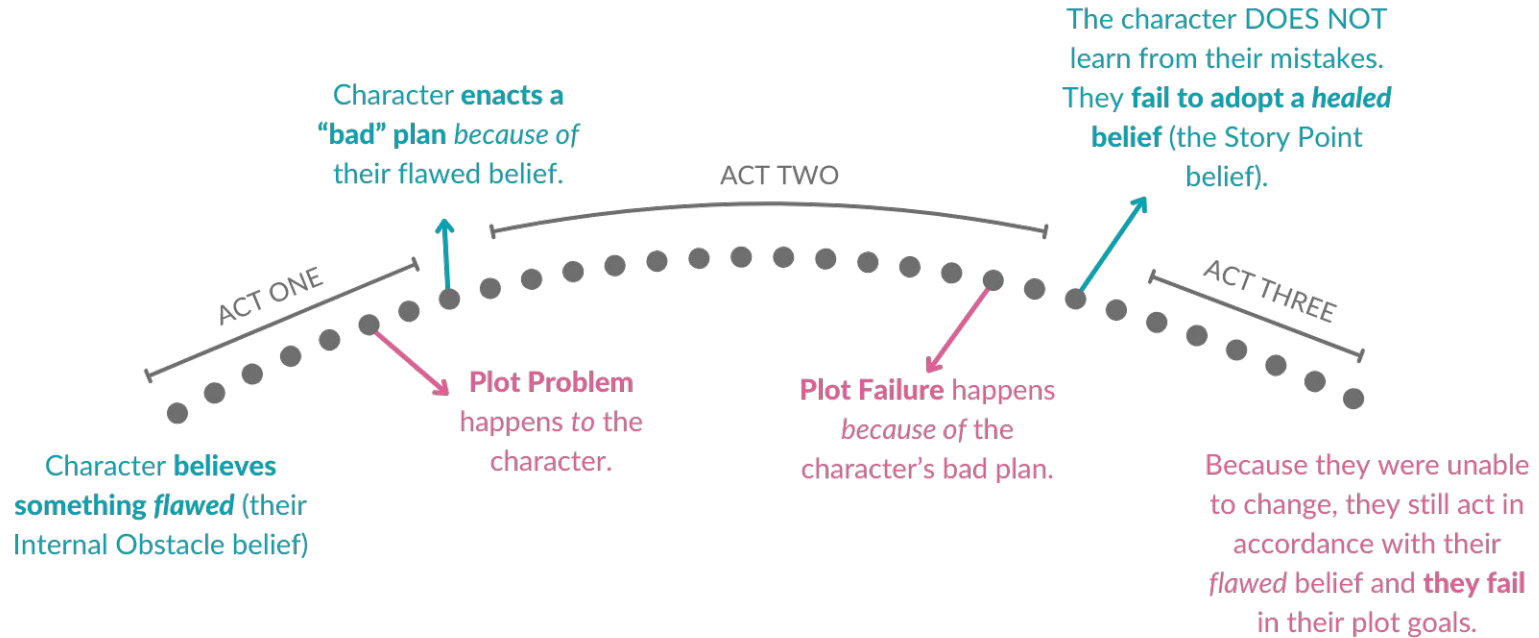 The character DOES NOT
learn from their mistakes.
They fail to adopt a healed
belief (the Story Point
belief).
Character enacts a
“bad” plan because of
their flawed belief.
ACT TWO
ACT ONE
ACT THREE
Plot Problem
happens to the
character.
Plot Failure happens
because of the
character’s bad plan.
Character believes
something flawed (their
Internal Obstacle belief)
Because they were unable
to change, they still act in
accordance with their
flawed belief and they fail
in their plot goals.